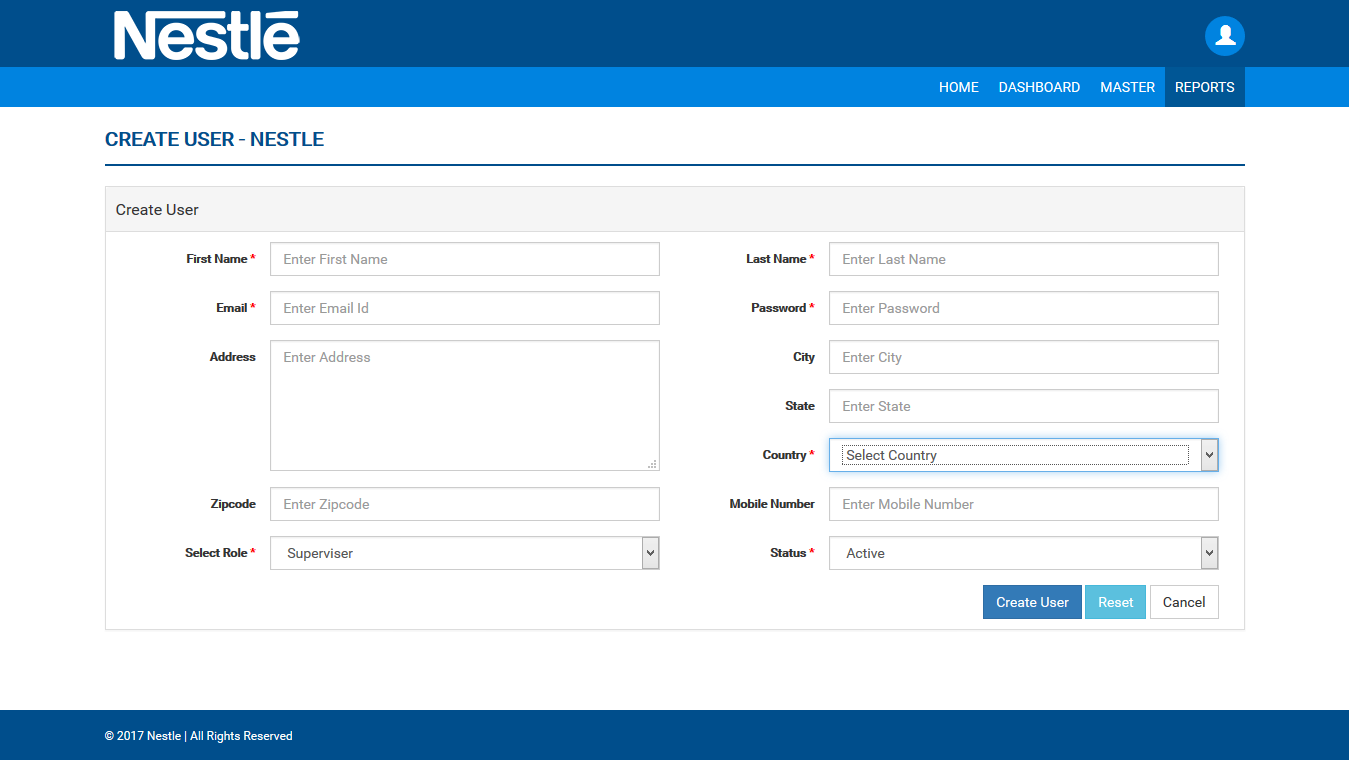 Nestlé
HOME DASHBOARD MASTER REPORTS
CREATE USER - NESTLE
Create User
First Name * Enter First Name Last Name * Enter Last Name
Email * Enter Email Id Password * Enter Password
Address Enter Address City Enter City
State Enter State
Country * Select Country
Zipcode Enter Zipcode Mobile Number Enter Mobile Number
Select Role * Superviser Status * Active
Create User Reset Cancel
© 2017 Nestle | All Rights Reserved